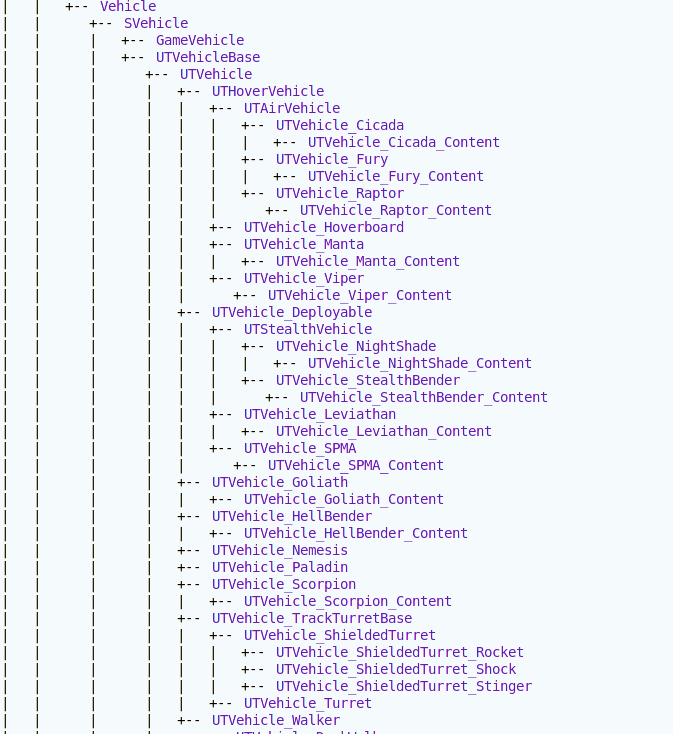 |   |   +-- Vehicle
|   |      +-- SVehicle
|   |      |   +-- GameVehicle
|   |      |   +-- UTVehicleBase
|   |      |      +-- UTVehicle
|   |      |      |   +-- UTHoverVehicle
|   |      |      |   |   +-- UTAirVehicle
|   |      |      |   |   |   +-- UTVehicle_Cicada
|   |      |      |   |   |   |   +-- UTVehicle_Cicada_Content
|   |      |      |   |   |   +-- UTVehicle_Fury
|   |      |      |   |   |   |   +-- UTVehicle_Fury_Content
|   |      |      |   |   |   +-- UTVehicle_Raptor
|   |      |      |   |   |      +-- UTVehicle_Raptor_Content
|   |      |      |   |   +-- UTVehicle_Hoverboard
|   |      |      |   |   +-- UTVehicle_Manta
|   |      |      |   |   |   +-- UTVehicle_Manta_Content
|   |      |      |   |   +-- UTVehicle_Viper
|   |      |      |   |      +-- UTVehicle_Viper_Content
|   |      |      |   +-- UTVehicle_Deployable
|   |      |      |   |   +-- UTStealthVehicle
|   |      |      |   |   |   +-- UTVehicle_NightShade
|   |      |      |   |   |   |   +-- UTVehicle_NightShade_Content
|   |      |      |   |   |   +-- UTVehicle_StealthBender
|   |      |      |   |   |      +-- UTVehicle_StealthBender_Content
|   |      |      |   |   +-- UTVehicle_Leviathan
|   |      |      |   |   |   +-- UTVehicle_Leviathan_Content
|   |      |      |   |   +-- UTVehicle_SPMA
|   |      |      |   |      +-- UTVehicle_SPMA_Content
|   |      |      |   +-- UTVehicle_Goliath
|   |      |      |   |   +-- UTVehicle_Goliath_Content
|   |      |      |   +-- UTVehicle_HellBender
|   |      |      |   |   +-- UTVehicle_HellBender_Content
|   |      |      |   +-- UTVehicle_Nemesis
|   |      |      |   +-- UTVehicle_Paladin
|   |      |      |   +-- UTVehicle_Scorpion
|   |      |      |   |   +-- UTVehicle_Scorpion_Content
|   |      |      |   +-- UTVehicle_TrackTurretBase
|   |      |      |   |   +-- UTVehicle_ShieldedTurret
|   |      |      |   |   |   +-- UTVehicle_ShieldedTurret_Rocket
|   |      |      |   |   |   +-- UTVehicle_ShieldedTurret_Shock
|   |      |      |   |   |   +-- UTVehicle_ShieldedTurret_Stinger
|   |      |      |   |   +-- UTVehicle_Turret
|   |      |      |   +-- UTVehicle_Walker